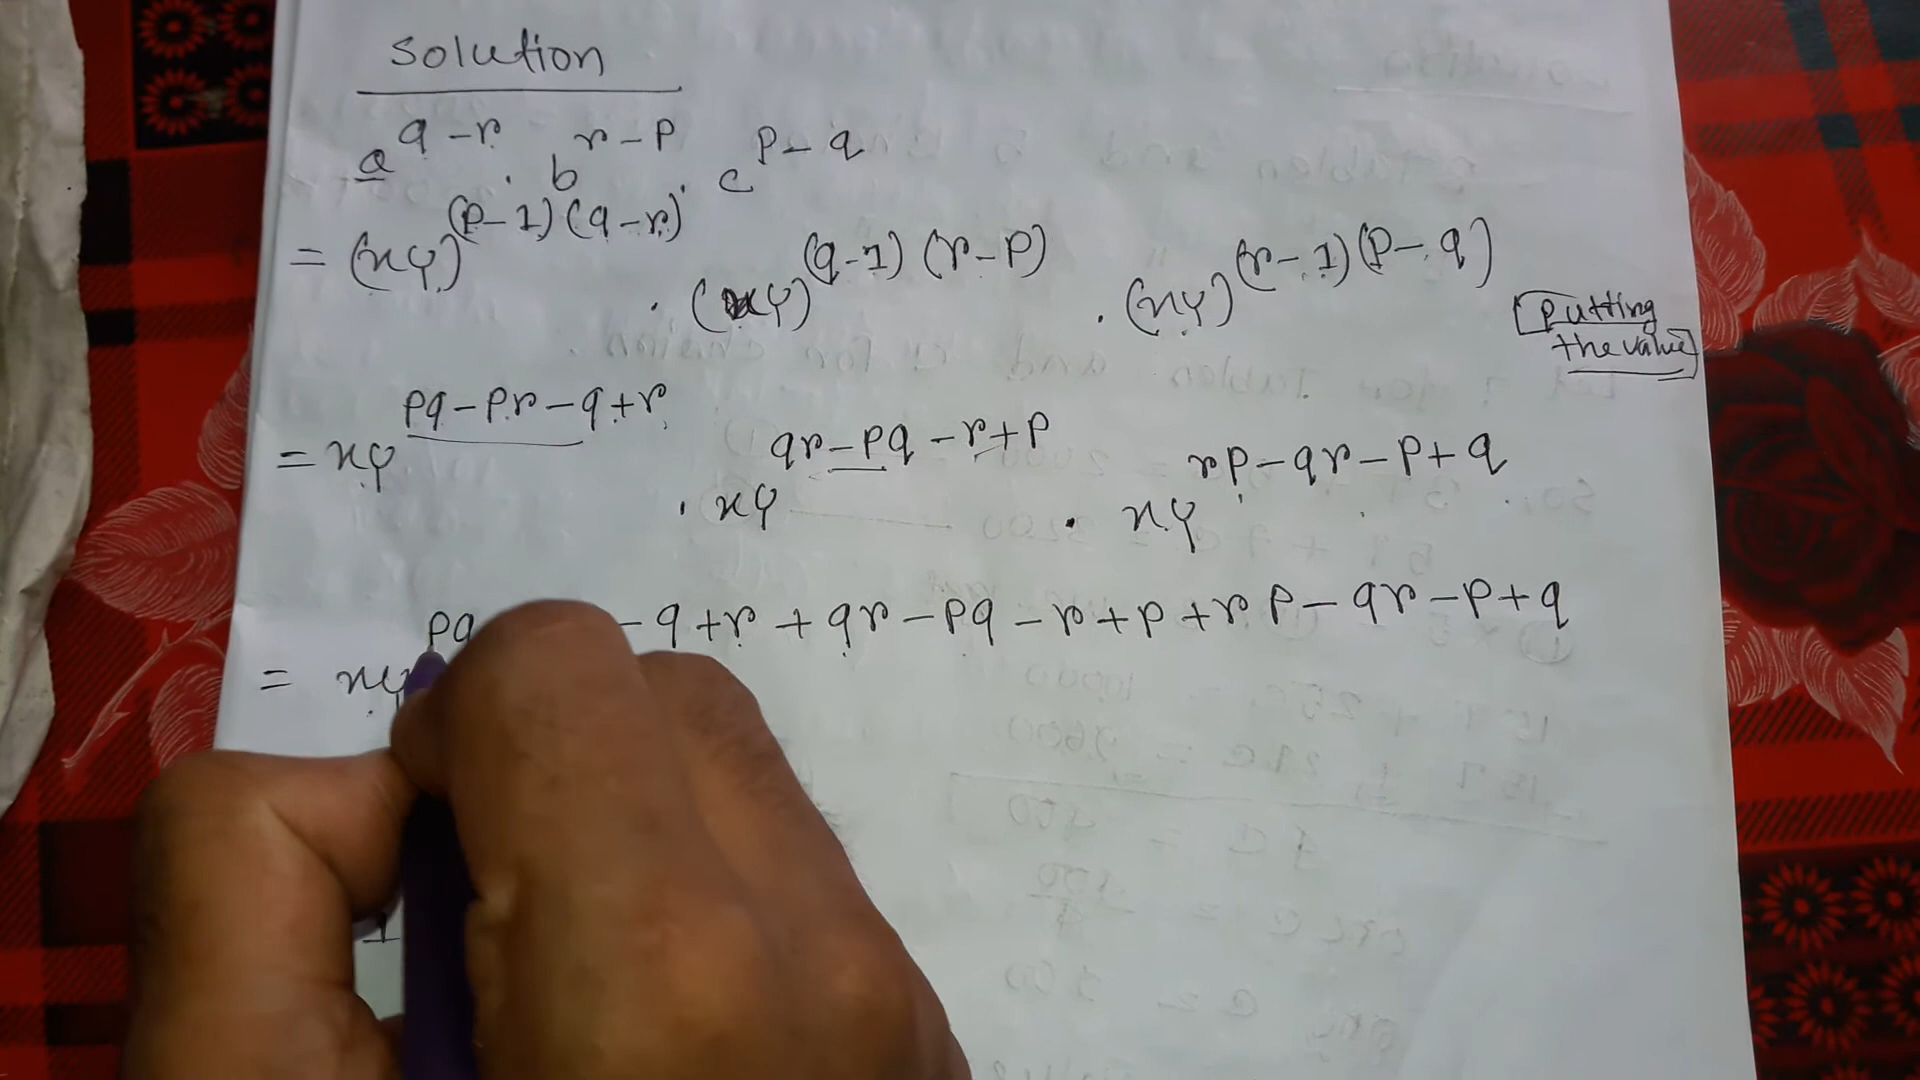 Solution
a^{q-r} . b^{r-p} . c^{p-q}
= (xy)^{(p-1)(q-r)} . (xy)^{(q-1)(r-p)} . (xy)^{(r-1)(p-q)} [putting the value]
= xy^{pq-pr-q+r} . xy^{qr-pq-r+p} . xy^{rp-qr-p+q}
= xy^{pq -q+r+qr-pq-r+p+rp-qr-p+q}
1